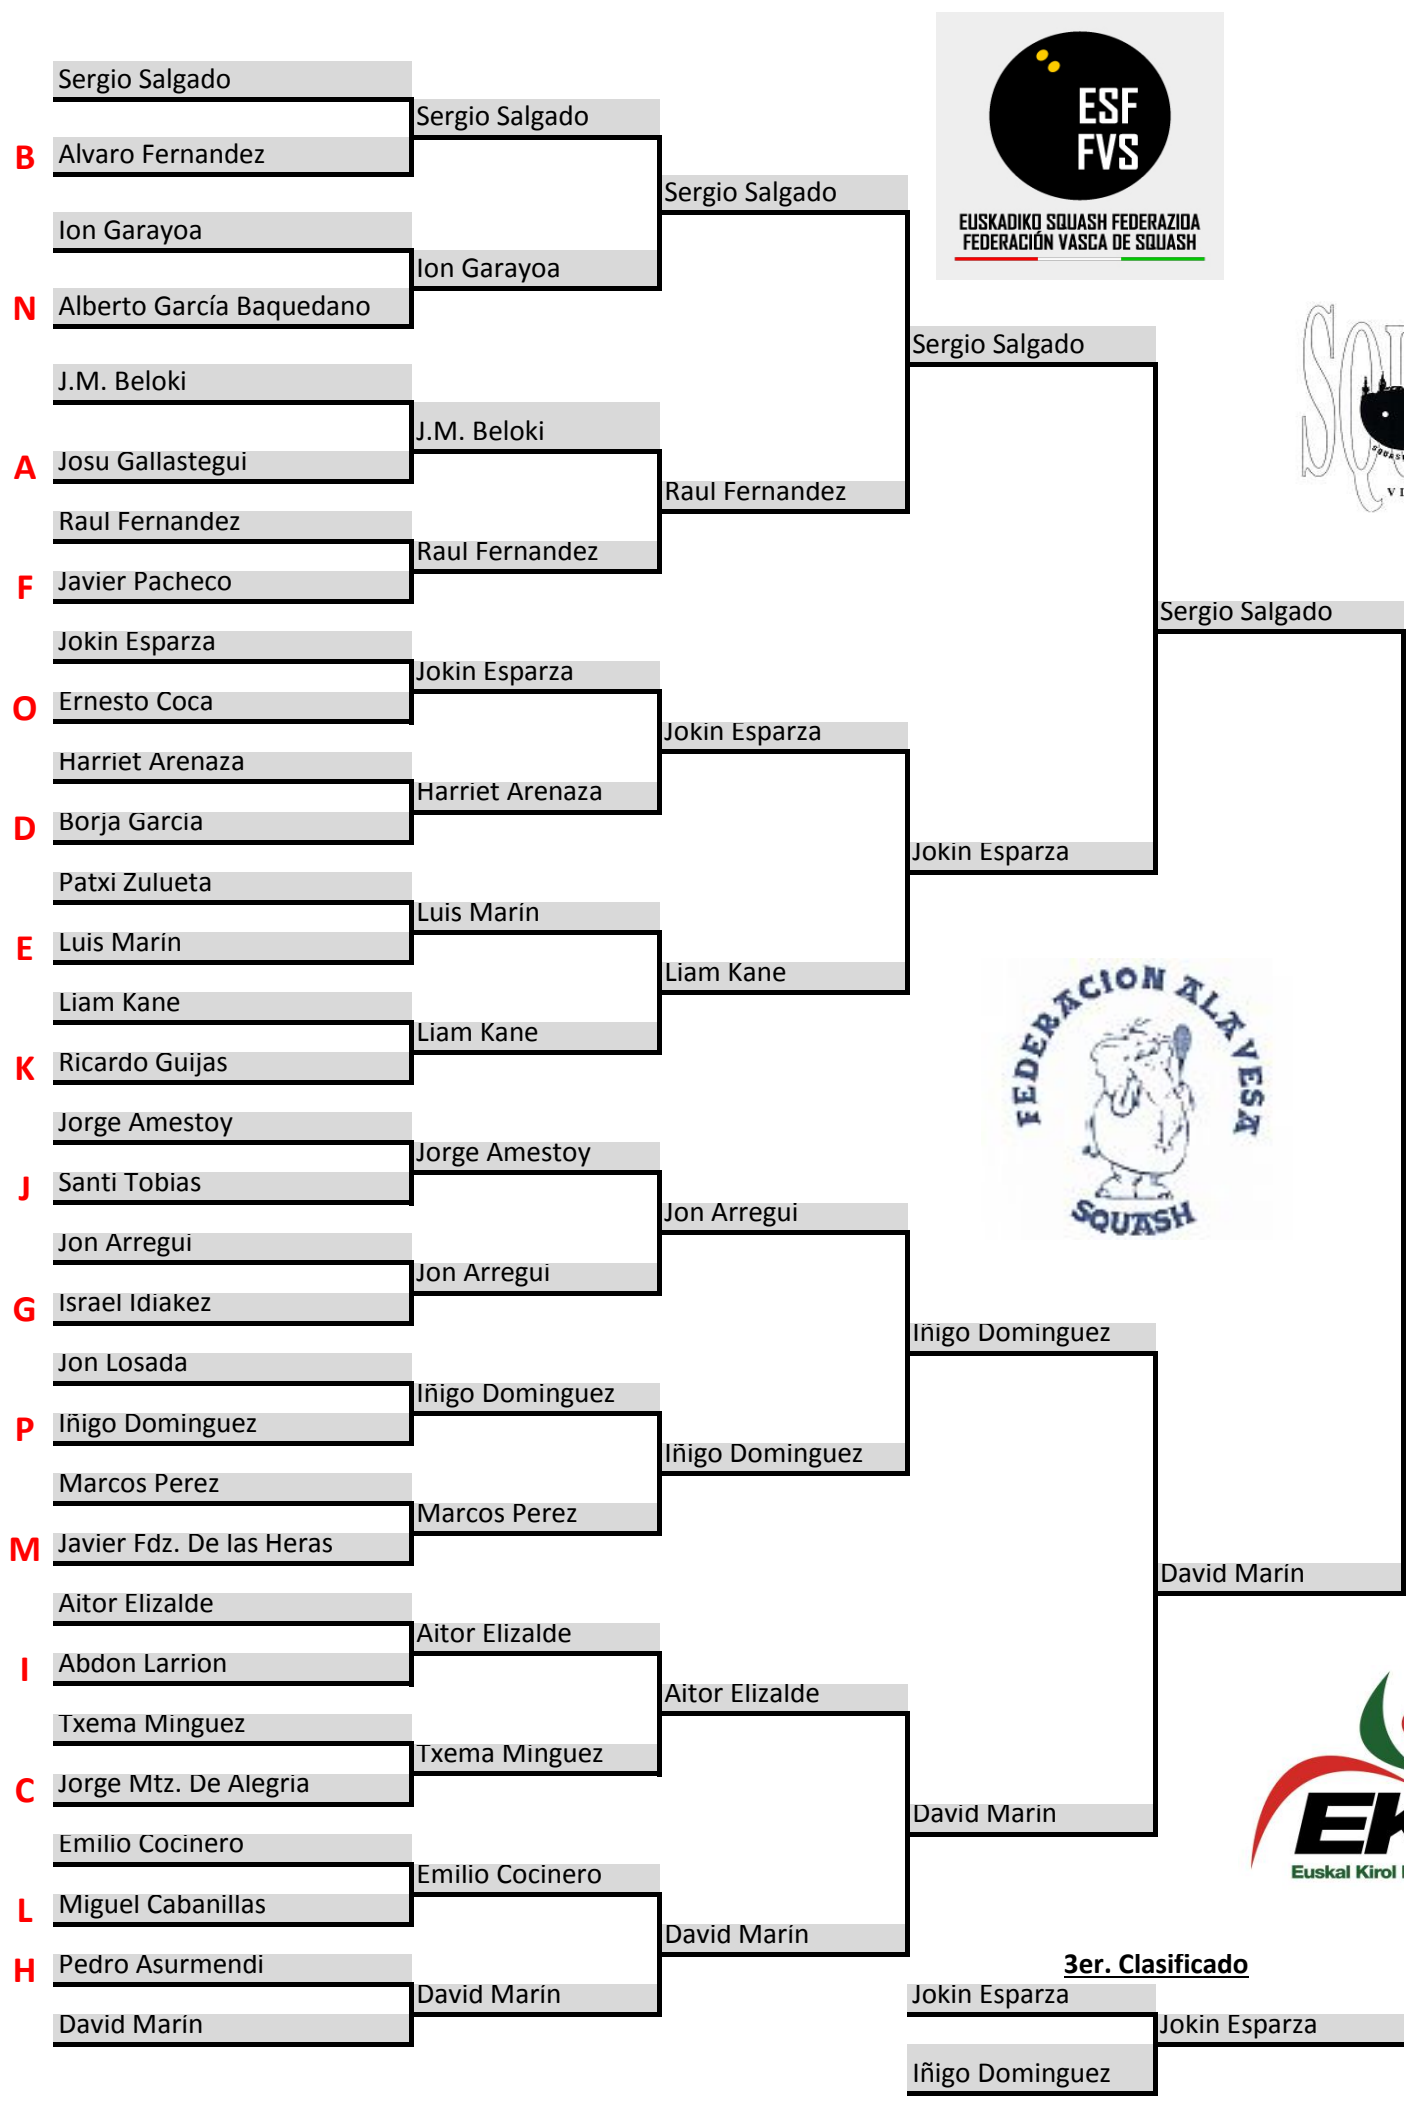 Sergio Salgado
Sergio Salgado
B Alvaro Fernandez
Sergio Salgado
Ion Garayoa
Ion Garayoa
N Alberto García Baquedano
Sergio Salgado
J.M. Beloki
J.M. Beloki
A Josu Gallastegui
Raul Fernandez
Raul Fernandez
Raul Fernandez
F Javier Pacheco
Sergio Salgado
Jokin Esparza
Jokin Esparza
O Ernesto Coca
Jokin Esparza
Harriet Arenaza
Harriet Arenaza
D Borja Garcia
Jokin Esparza
Patxi Zulueta
Luis Marín
E Luis Marín
Liam Kane
Liam Kane
Liam Kane
K Ricardo Guijas
Jorge Amestoy
Jorge Amestoy
J Santi Tobias
Jon Arregui
Jon Arregui
Jon Arregui
G Israel Idiakez
Iñigo Dominguez
Jon Losada
Iñigo Dominguez
P Iñigo Dominguez
Iñigo Dominguez
Marcos Perez
Marcos Perez
M Javier Fdz. De las Heras
David Marín
Aitor Elizalde
Aitor Elizalde
I Abdon Larrion
Aitor Elizalde
Txema Minguez
Txema Minguez
C Jorge Mtz. De Alegria
David Marin
Emilio Cocinero
Emilio Cocinero
L Miguel Cabanillas
David Marín
H Pedro Asurmendi
David Marín
David Marín
3er. Clasificado
Jokin Esparza
Jokin Esparza
Iñigo Dominguez
ESF
FVS
EUSKADIKO SQUASH FEDERAZIOA
FEDERACIÓN VASCA DE SQUASH
FEDERACION ALAVESA
SQUASH
Euskal Kirol